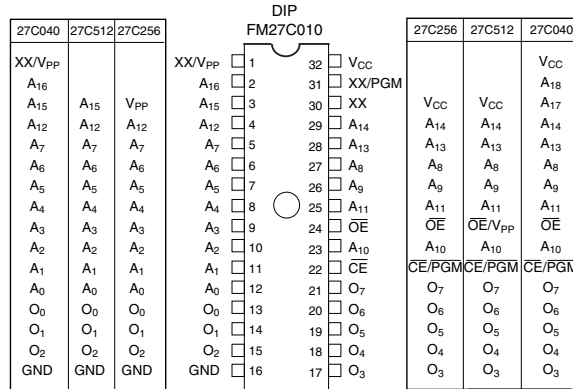 DIP
27C040 27C512 27C256 FM27C010 27C256 27C512 27C040
XX/VPP XX/VPP 1 32 VCC VCC
A16 A16 2 31 XX/PGM A18
A15 A15 VPP A15 3 30 XX VCC VCC A17
A12 A12 A12 A12 4 29 A14 A14 A14 A14
A7 A7 A7 A7 5 28 A13 A13 A13 A13
A6 A6 A6 A6 6 27 A8 A8 A8 A8
A5 A5 A5 A5 7 26 A9 A9 A9 A9
A4 A4 A4 A4 8 25 A11 A11 A11 A11
A3 A3 A3 A3 9 24 OE OE OE/VPP OE
A2 A2 A2 A2 10 23 A10 A10 A10 A10
A1 A1 A1 A1 11 22 CE CE/PGM CE/PGM CE/PGM
A0 A0 A0 A0 12 21 O7 O7 O7 O7
O0 O0 O0 O0 13 20 O6 O6 O6 O6
O1 O1 O1 O1 14 19 O5 O5 O5 O5
O2 O2 O2 O2 15 18 O4 O4 O4 O4
GND GND GND GND 16 17 O3 O3 O3 O3